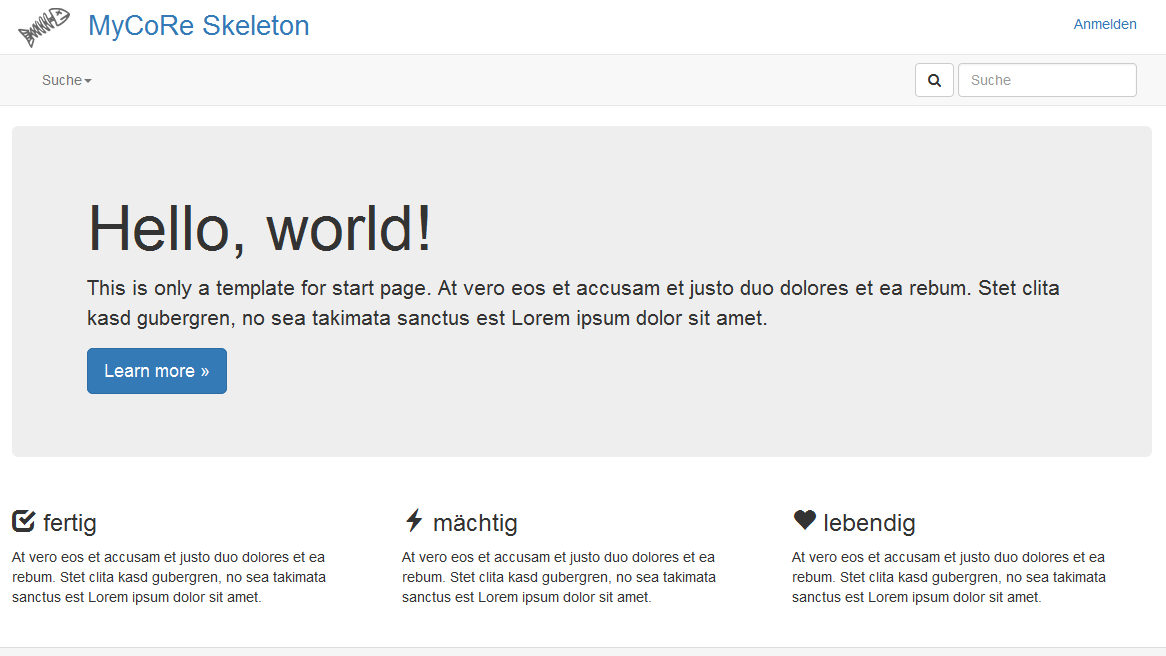 MyCoRe Skeleton
Anmelden
Suche
Suche
Hello, world!
This is only a template for start page. At vero eos et accusam et justo duo dolores et ea rebum. Stet clita
kasd gubergren, no sea takimata sanctus est Lorem ipsum dolor sit amet.
Learn more »
fertig
At vero eos et accusam et justo duo dolores et ea
rebum. Stet clita kasd gubergren, no sea takimata
sanctus est Lorem ipsum dolor sit amet.
mächtig
At vero eos et accusam et justo duo dolores et ea
rebum. Stet clita kasd gubergren, no sea takimata
sanctus est Lorem ipsum dolor sit amet.
lebendig
At vero eos et accusam et justo duo dolores et ea
rebum. Stet clita kasd gubergren, no sea takimata
sanctus est Lorem ipsum dolor sit amet.